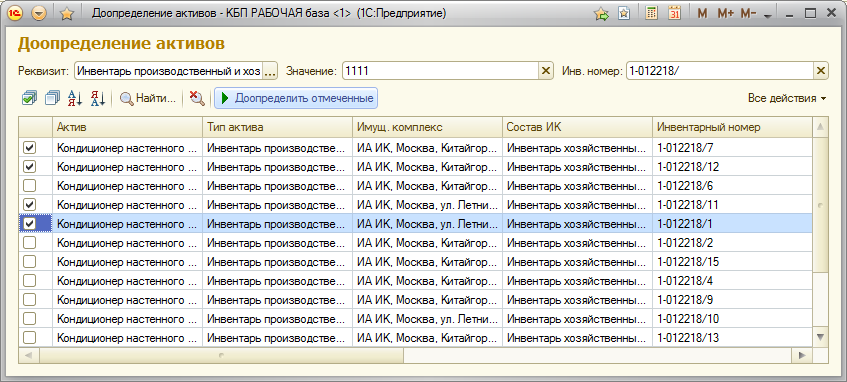 Доопределение активов - КБП РАБОЧАЯ база <1> (1С:Предприятие)
M M+ M-
Доопределение активов
Реквизит: Инвентарь производственный и хоз ... Значение: 1111 Инв. номер: 1-012218/
Найти... Доопределить отмеченные Все действия
Актив Тип актива Имущ. комплекс Состав ИК Инвентарный номер
Кондиционер настенного ... Инвентарь производстве... ИА ИК, Москва, Китайгор... Инвентарь хозяйственны... 1-012218/7
Кондиционер настенного ... Инвентарь производстве... ИА ИК, Москва, Китайгор... Инвентарь хозяйственны... 1-012218/12
Кондиционер настенного ... Инвентарь производстве... ИА ИК, Москва, Китайгор... Инвентарь хозяйственны... 1-012218/6
Кондиционер настенного ... Инвентарь производстве... ИА ИК, Москва, ул. Летни... Инвентарь хозяйственны... 1-012218/11
Кондиционер настенного ... Инвентарь производстве... ИА ИК, Москва, ул. Летни... Инвентарь хозяйственны... 1-012218/1
Кондиционер настенного ... Инвентарь производстве... ИА ИК, Москва, Китайгор... Инвентарь хозяйственны... 1-012218/2
Кондиционер настенного ... Инвентарь производстве... ИА ИК, Москва, Китайгор... Инвентарь хозяйственны... 1-012218/15
Кондиционер настенного ... Инвентарь производстве... ИА ИК, Москва, Китайгор... Инвентарь хозяйственны... 1-012218/4
Кондиционер настенного ... Инвентарь производстве... ИА ИК, Москва, Китайгор... Инвентарь хозяйственны... 1-012218/9
Кондиционер настенного ... Инвентарь производстве... ИА ИК, Москва, ул. Летни... Инвентарь хозяйственны... 1-012218/10
Кондиционер настенного ... Инвентарь производстве... ИА ИК, Москва, Китайгор... Инвентарь хозяйственны... 1-012218/13